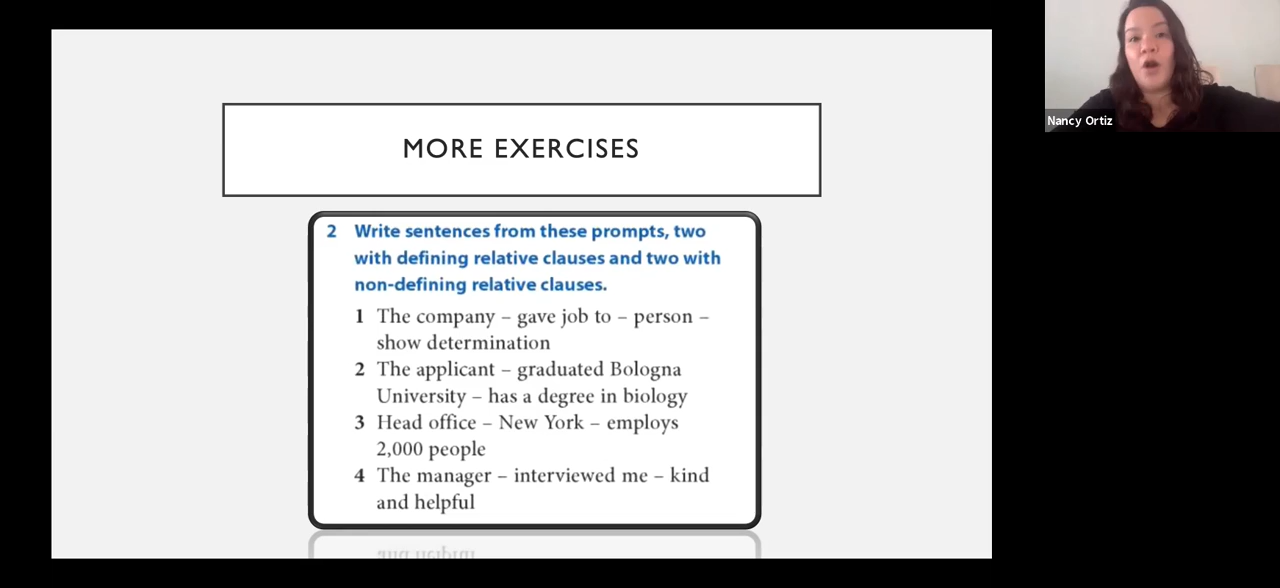 MORE EXERCISES
2 Write sentences from these prompts, two
with defining relative clauses and two with
non-defining relative clauses.
1 The company – gave job to – person –
show determination
2 The applicant – graduated Bologna
University – has a degree in biology
3 Head office – New York – employs
2,000 people
4 The manager – interviewed me – kind
and helpful
Nancy Ortiz